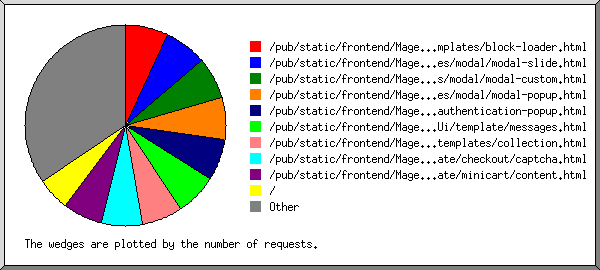 /pub/static/frontend/Mage...mplates/block-loader.html
/pub/static/frontend/Mage...es/modal/modal-slide.html
/pub/static/frontend/Mage...s/modal/modal-custom.html
/pub/static/frontend/Mage...es/modal/modal-popup.html
/pub/static/frontend/Mage...authentication-popup.html
/pub/static/frontend/Mage...Ui/template/messages.html
/pub/static/frontend/Mage...templates/collection.html
/pub/static/frontend/Mage...ate/checkout/captcha.html
/pub/static/frontend/Mage...ate/minicart/content.html
/
Other
The wedges are plotted by the number of requests.